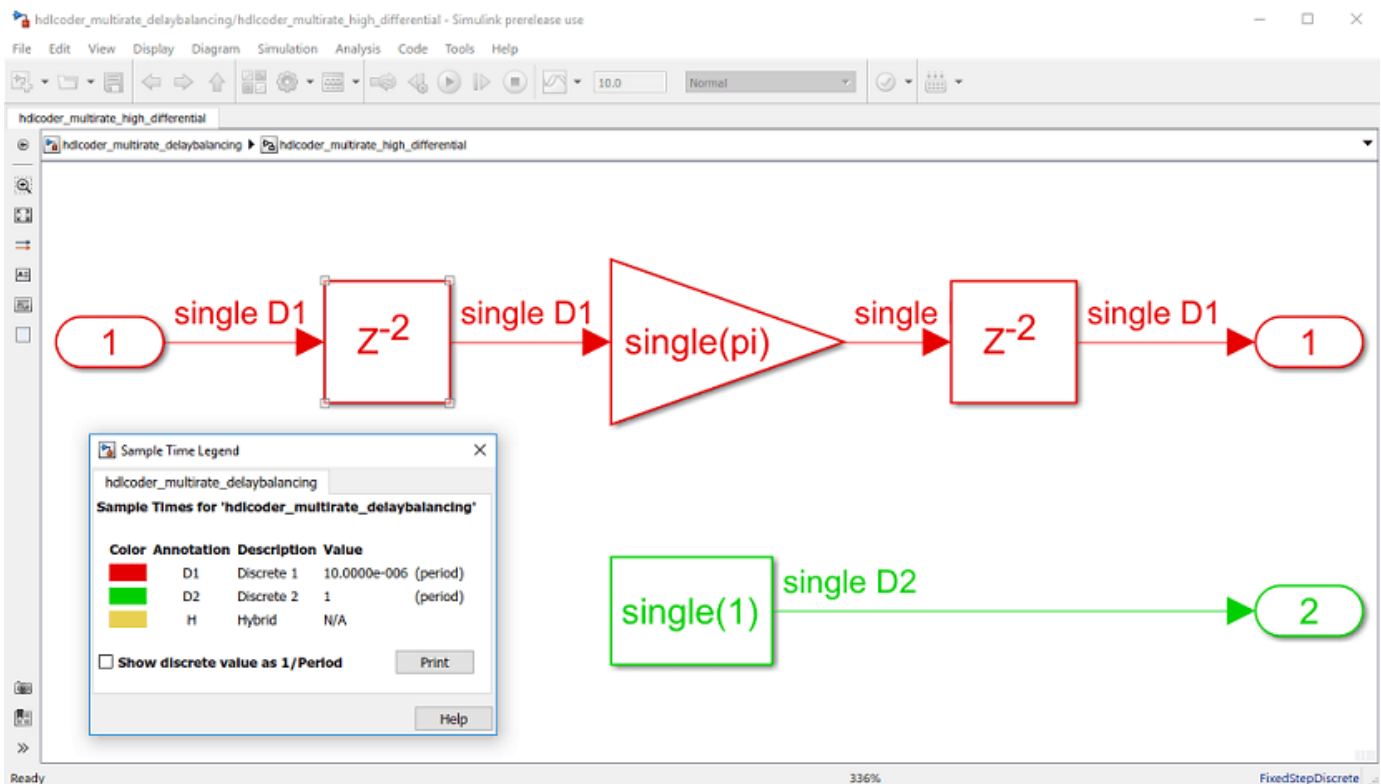 hdlcoder_multirate_delaybalancing/hdlcoder_multirate_high_differential - Simulink prerelease use
File Edit View Display Diagram Simulation Analysis Code Tools Help
10.0 Normal
hdlcoder_multirate_high_differential
hdlcoder_multirate_delaybalancing hdlcoder_multirate_high_differential
single D1 single D1 single single D1
1 Z-2 single(pi) Z-2 1
Sample Time Legend
hdlcoder_multirate_delaybalancing
Sample Times for 'hdlcoder_multirate_delaybalancing'
Color Annotation Description Value
D1 Discrete 1 10.0000e-006 (period)
D2 Discrete 2 1 (period)
H Hybrid N/A
Show discrete value as 1/Period Print
Help
single D2
single(1) 2
Ready 336% FixedStepDiscrete